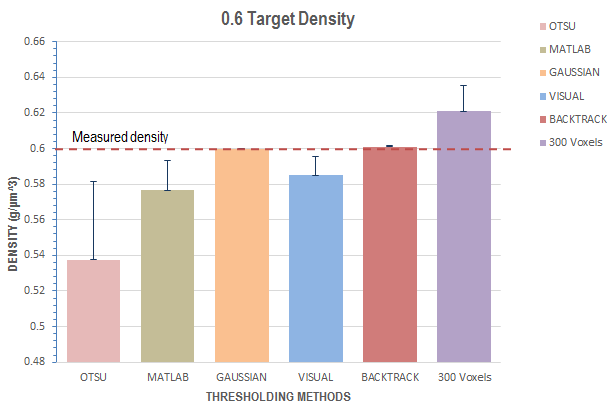 0.6 Target Density
0.66
0.64
0.62
0.6
0.58
0.56
0.54
0.52
0.5
0.48
DENSITY (g/µm^3)
Measured density
OTSU
MATLAB
GAUSSIAN
VISUAL
BACKTRACK
300 Voxels
THRESHOLDING METHODS
OTSU
MATLAB
GAUSSIAN
VISUAL
BACKTRACK
300 Voxels